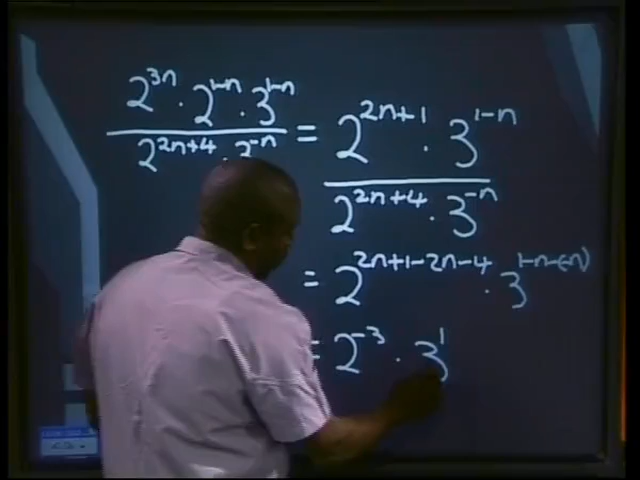 2^{3n} · 2^{1-n} · 3^{1-n} / 2^{2n+4} · 3^{-n} = 2^{2n+1} · 3^{1-n} / 2^{2n+4} · 3^{-n}
= 2^{2n+1-2n-4} · 3^{1-n-(-n)}
= 2^{-3} · 3^{1}